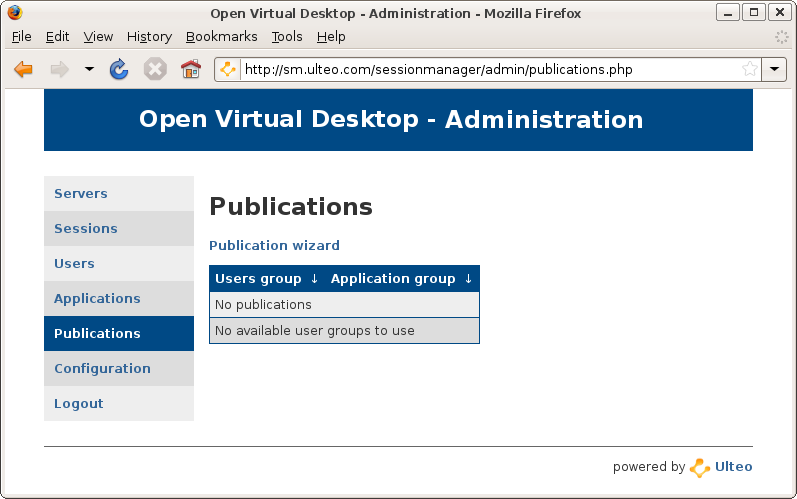 Open Virtual Desktop - Administration - Mozilla Firefox
File Edit View History Bookmarks Tools Help
http://sm.ulteo.com/sessionmanager/admin/publications.php
Open Virtual Desktop - Administration
Servers
Sessions
Users
Applications
Publications
Configuration
Logout
Publications
Publication wizard
Users group ↓ Application group ↓
No publications
No available user groups to use
powered by Ulteo